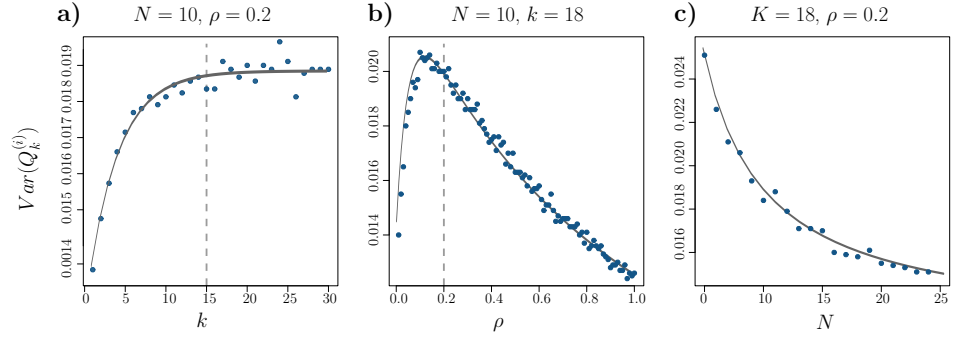 a) N = 10, ρ = 0.2
b) N = 10, k = 18
c) K = 18, ρ = 0.2
Var(Q_k^{(i)})
0.019
0.018
0.017
0.016
0.015
0.0014
0 5 10 15 20 25 30
k
0.020
0.018
0.016
0.014
0.0 0.2 0.4 0.6 0.8 1.0
ρ
0.024
0.022
0.020
0.018
0.016
0 10 15 20 25
N